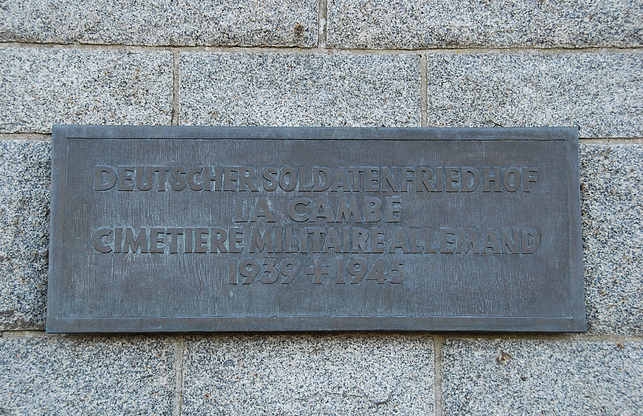 DEUTSCHER SOLDATENFRIEDHOF
LA CAMBE
CIMETIERE MILITAIRE ALLEMAND
1939 + 1945